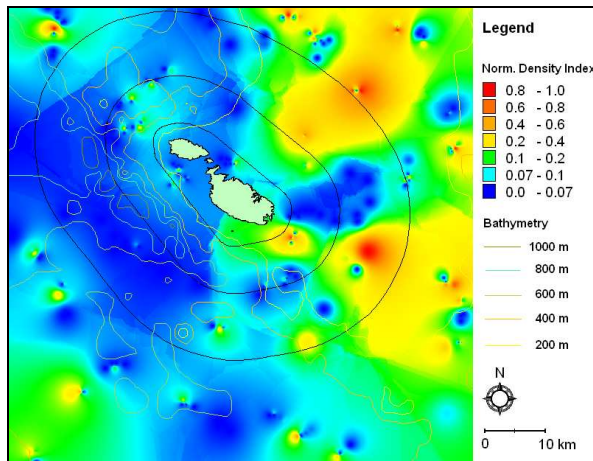 Legend
Norm. Density Index
0.8 - 1.0
0.6 - 0.8
0.4 - 0.6
0.2 - 0.4
0.1 - 0.2
0.07 - 0.1
0.0 - 0.07
Bathymetry
1000 m
800 m
600 m
400 m
200 m
N
0 10 km